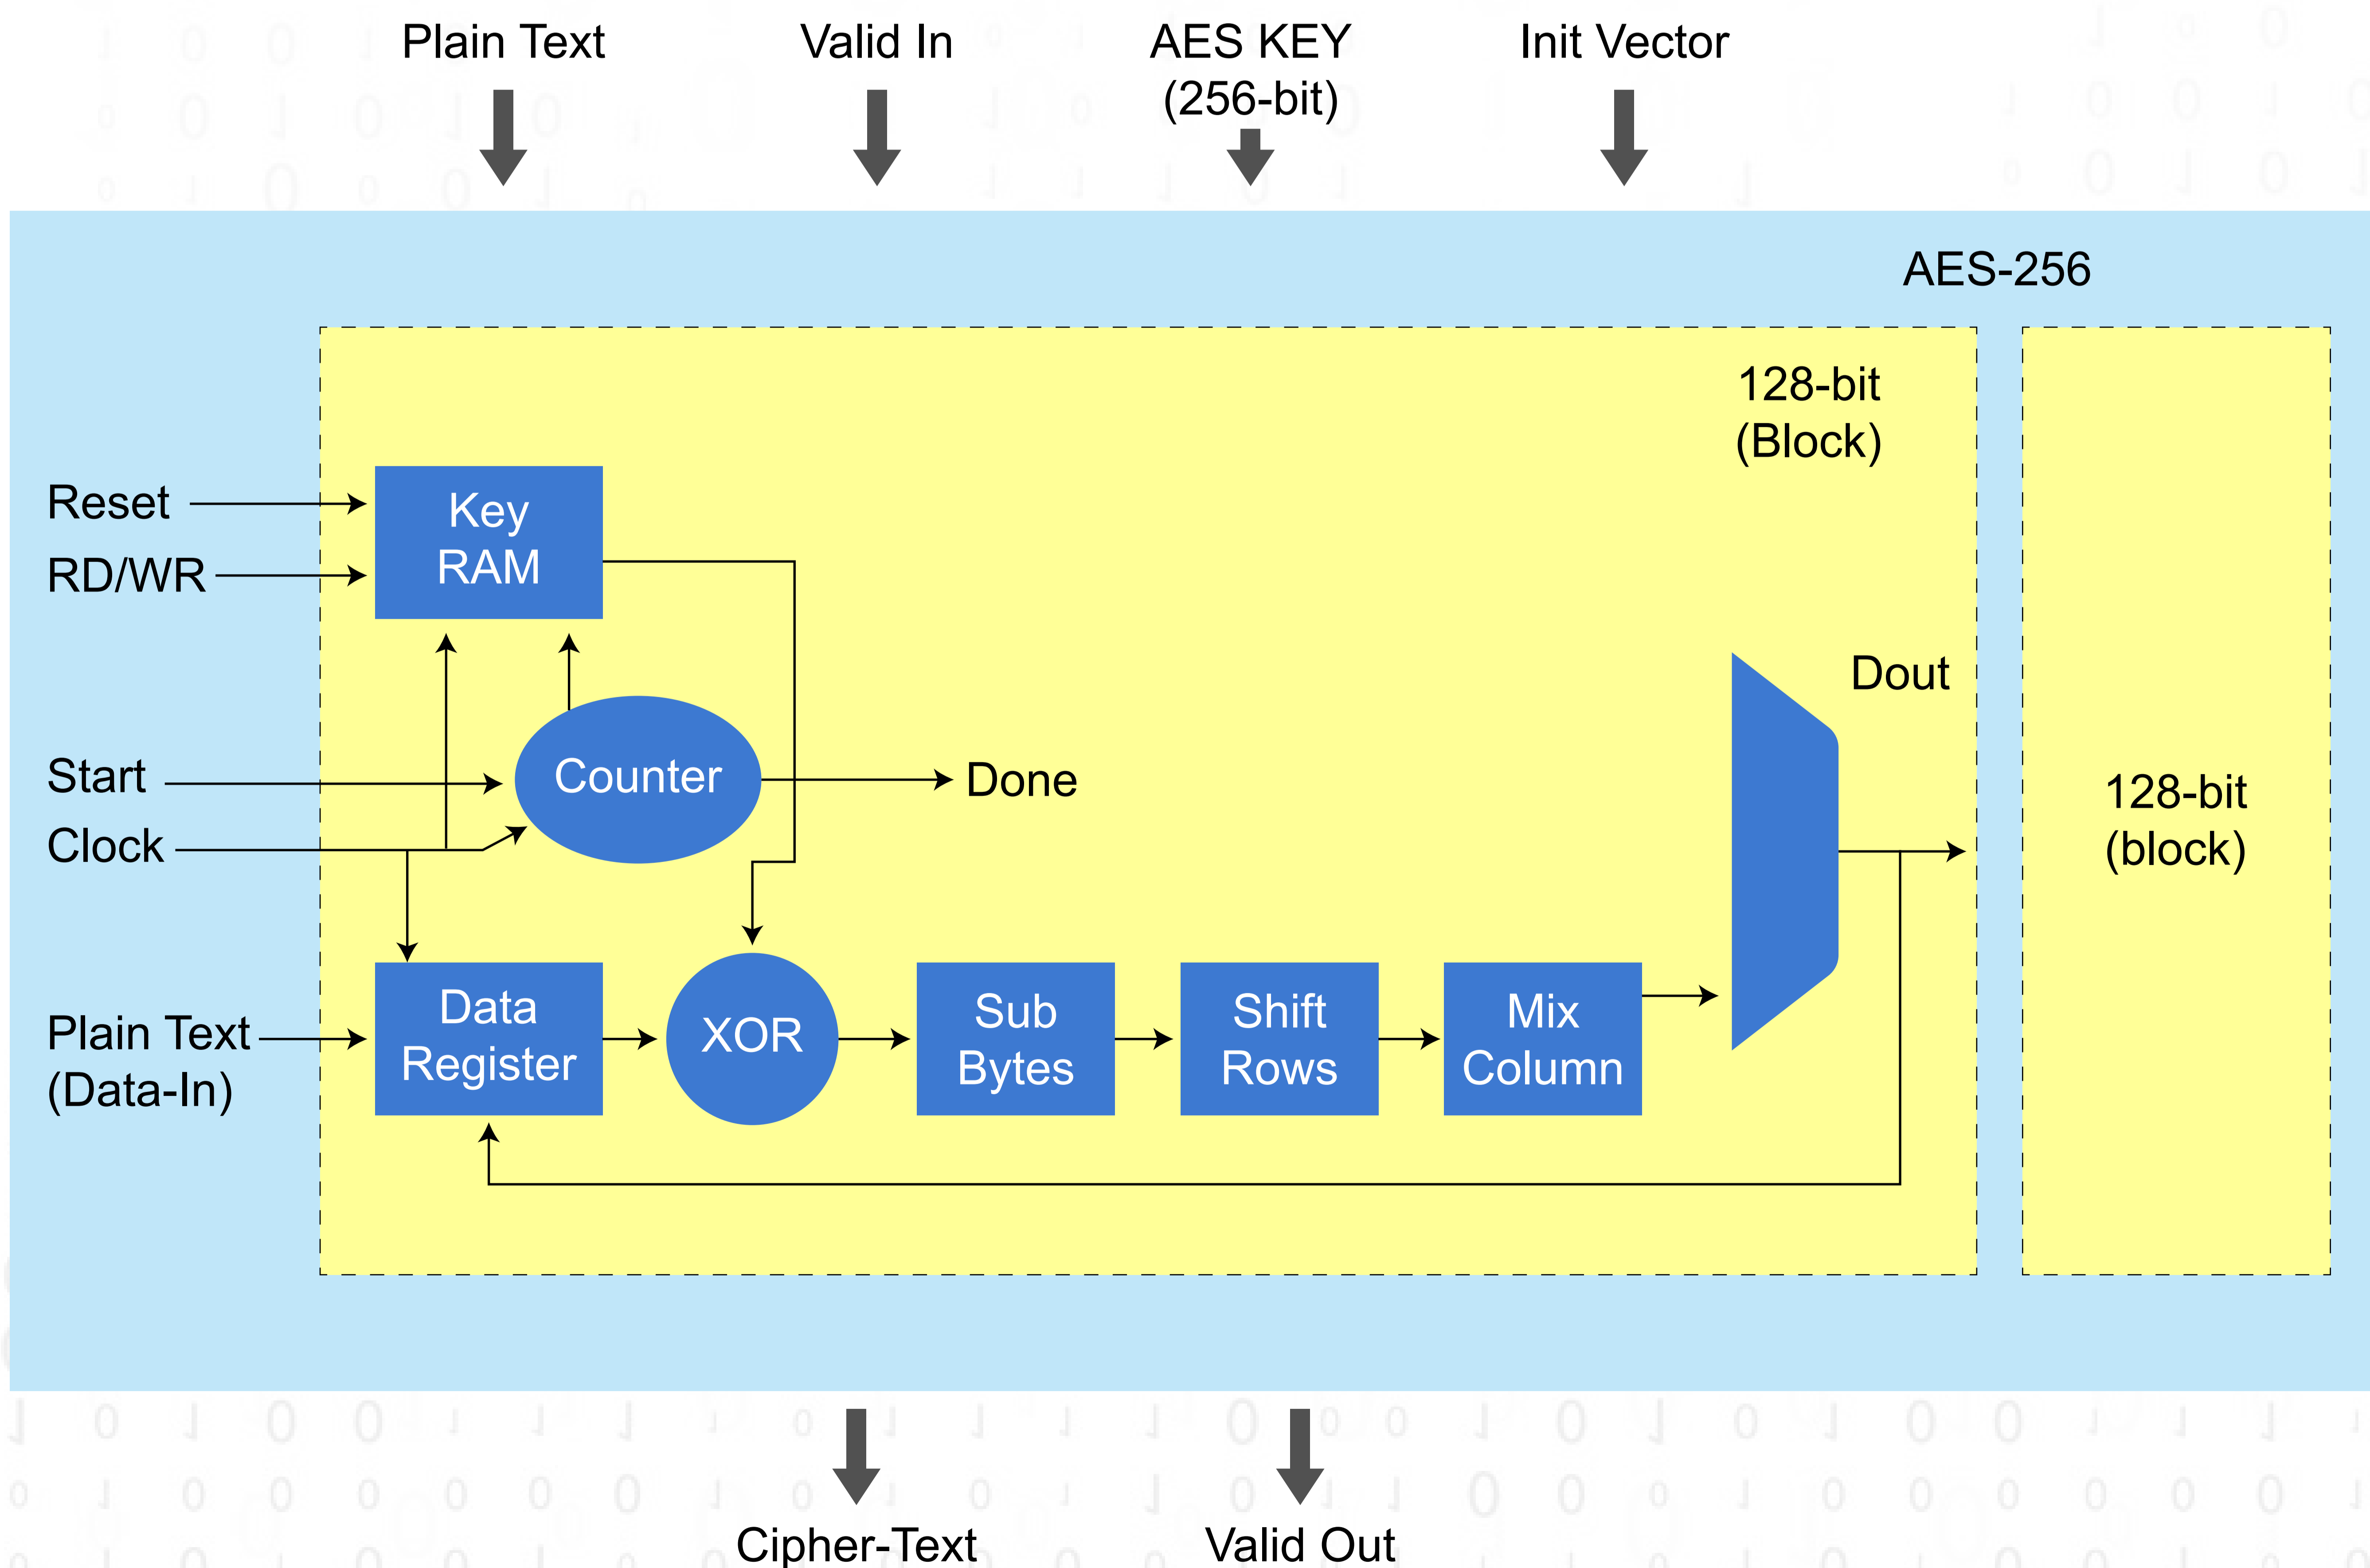 Plain Text
Valid In
AES KEY
(256-bit)
Init Vector
AES-256
128-bit
(Block)
Reset
RD/WR
Key
RAM
Dout
Start
Clock
Counter
Done
128-bit
(block)
Plain Text
(Data-In)
Data
Register
XOR
Sub
Bytes
Shift
Rows
Mix
Column
Cipher-Text
Valid Out